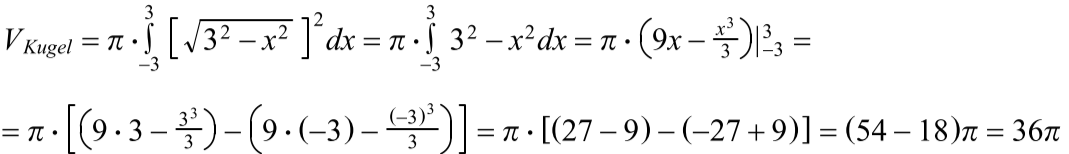 V_Kugel = π · ∫_{-3}^{3} [√(3² – x²)]² dx = π · ∫_{-3}^{3} 3² – x² dx = π · (9x – x³/3)|_{-3}^{3} =
= π · [(9 · 3 – 3³/3) – (9 · (–3) – (–3)³/3)] = π · [(27 – 9) – (–27 + 9)] = (54 – 18)π = 36π